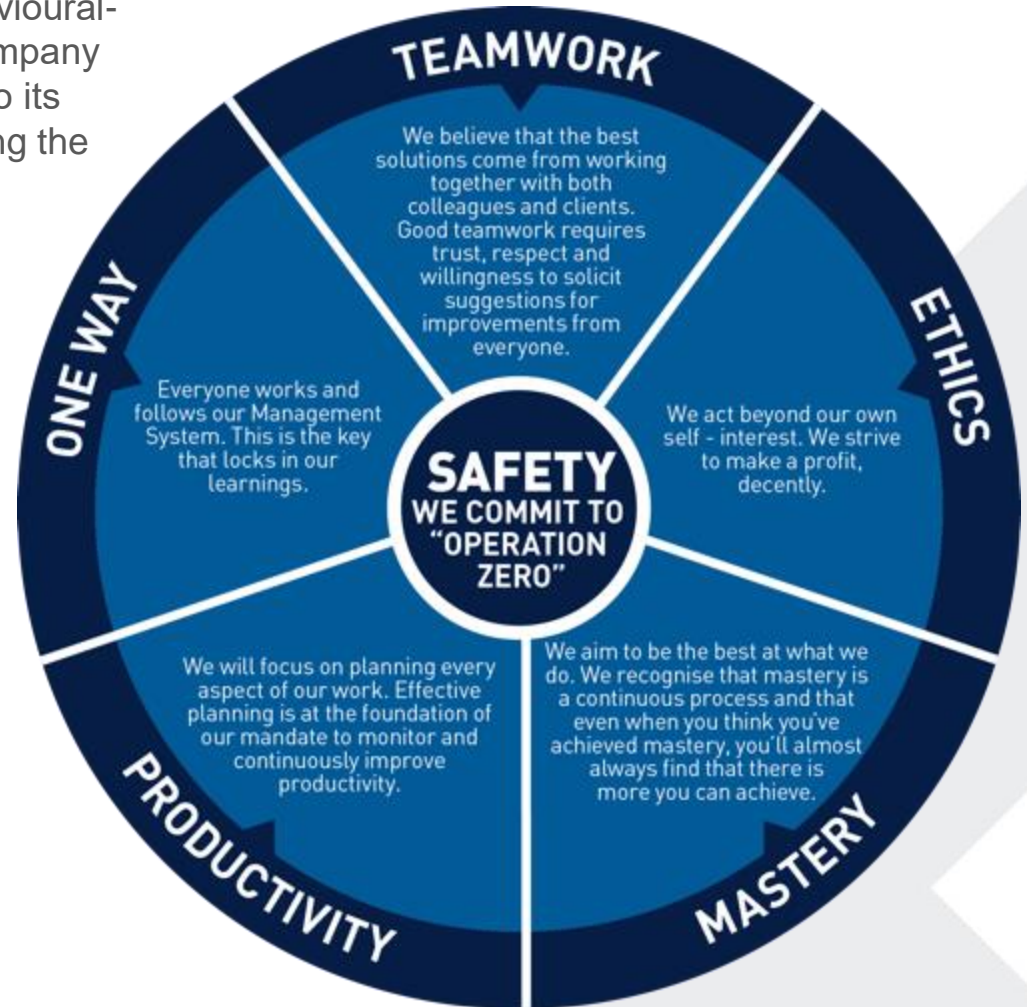 vioural-
mpany
o its
ng the
TEAMWORK
We believe that the best
solutions come from working
together with both
colleagues and clients.
Good teamwork requires
trust, respect and
willingness to solicit
suggestions for
improvements from
everyone.
ETHICS
We act beyond our own
self - interest. We strive
to make a profit,
decently.
MASTERY
We aim to be the best at what we
do. We recognise that mastery is
a continuous process and that
even when you think you've
achieved mastery, you'll almost
always find that there is
more you can achieve.
PRODUCTIVITY
We will focus on planning every
aspect of our work. Effective
planning is at the foundation of
our mandate to monitor and
continuously improve
productivity.
ONE WAY
Everyone works and
follows our Management
System. This is the key
that locks in our
learnings.
SAFETY
WE COMMIT TO
“OPERATION
ZERO”